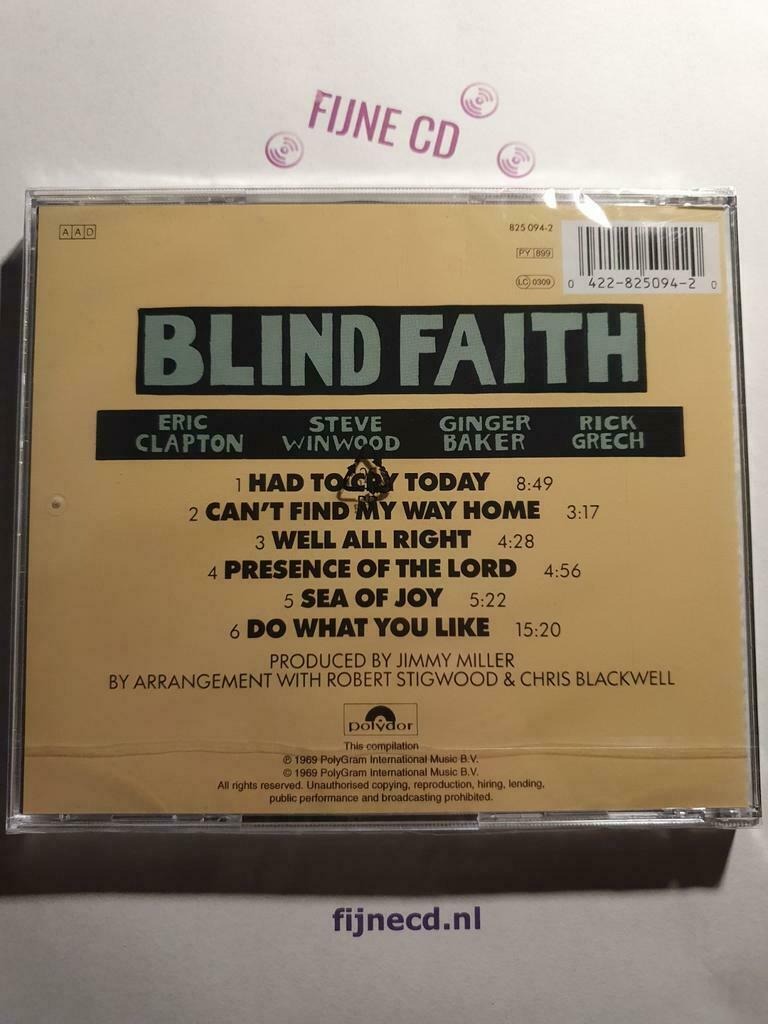 FIJNE CD
AAD
825 094-2
PY 899
LC 0309
0 422-825094-2 0
BLIND FAITH
ERIC CLAPTON STEVE WINWOOD GINGER BAKER RICK GRECH
1 HAD TO CRY TODAY 8:49
2 CAN'T FIND MY WAY HOME 3:17
3 WELL ALL RIGHT 4:28
4 PRESENCE OF THE LORD 4:56
5 SEA OF JOY 5:22
6 DO WHAT YOU LIKE 15:20
PRODUCED BY JIMMY MILLER
BY ARRANGEMENT WITH ROBERT STIGWOOD & CHRIS BLACKWELL
polydor
This compilation
℗ 1969 PolyGram International Music B.V.
© 1969 PolyGram International Music B.V.
All rights reserved. Unauthorised copying, reproduction, hiring, lending,
public performance and broadcasting prohibited.
fijnecd.nl